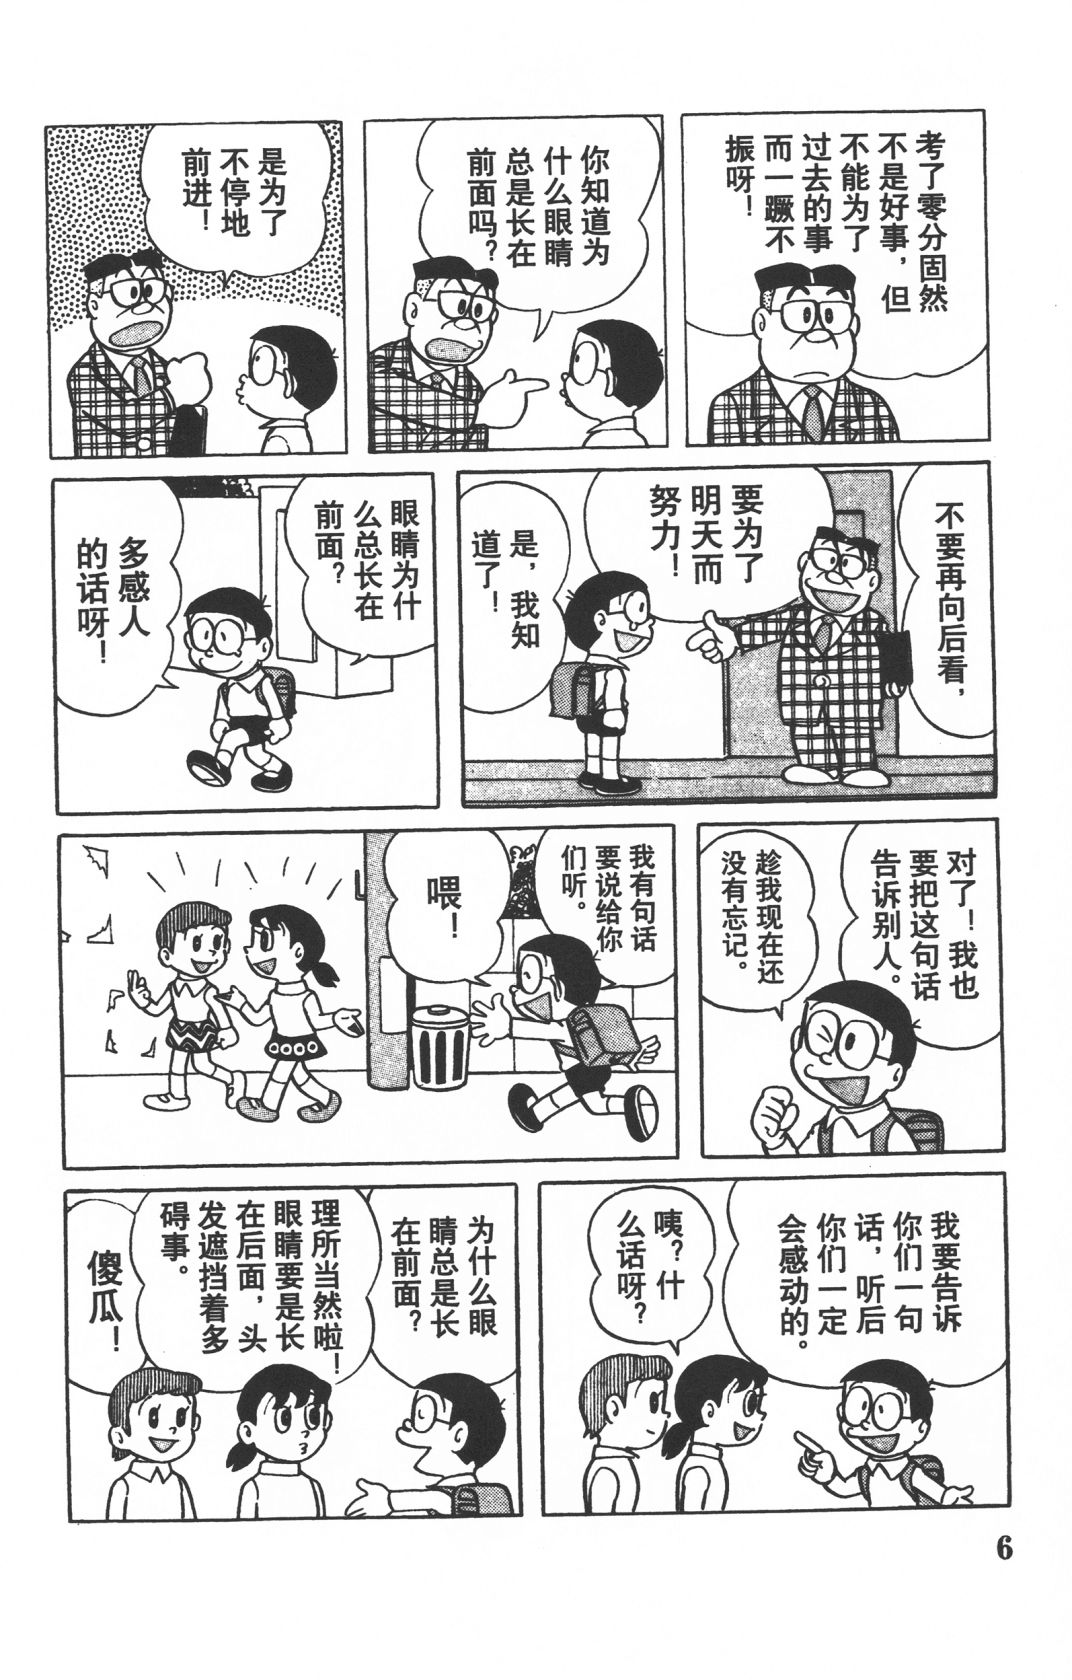 考了零分固然
不是好事，但
不能为了
过去的事
而一蹶不
振呀！
你知道为
什么眼睛
总是长在
前面吗？
是为了
不停地
前进！
不要再向后看，
要为了
明天而
努力！
是，我知
道了！
眼睛为什
么总长在
前面？
多感人
的话呀！
对了！我也
要把这句话
告诉别人。
趁我现在还
没有忘记。
我有句话
要说给你
们听。
喂！
我要告诉
你们一句
话，听后
你们一定
会感动的。
咦？什
么话呀？
为什么眼
睛总是长
在前面？
理所当然啦！
眼睛要是长
在后面，头
发遮挡着多
碍事。
傻瓜！
6